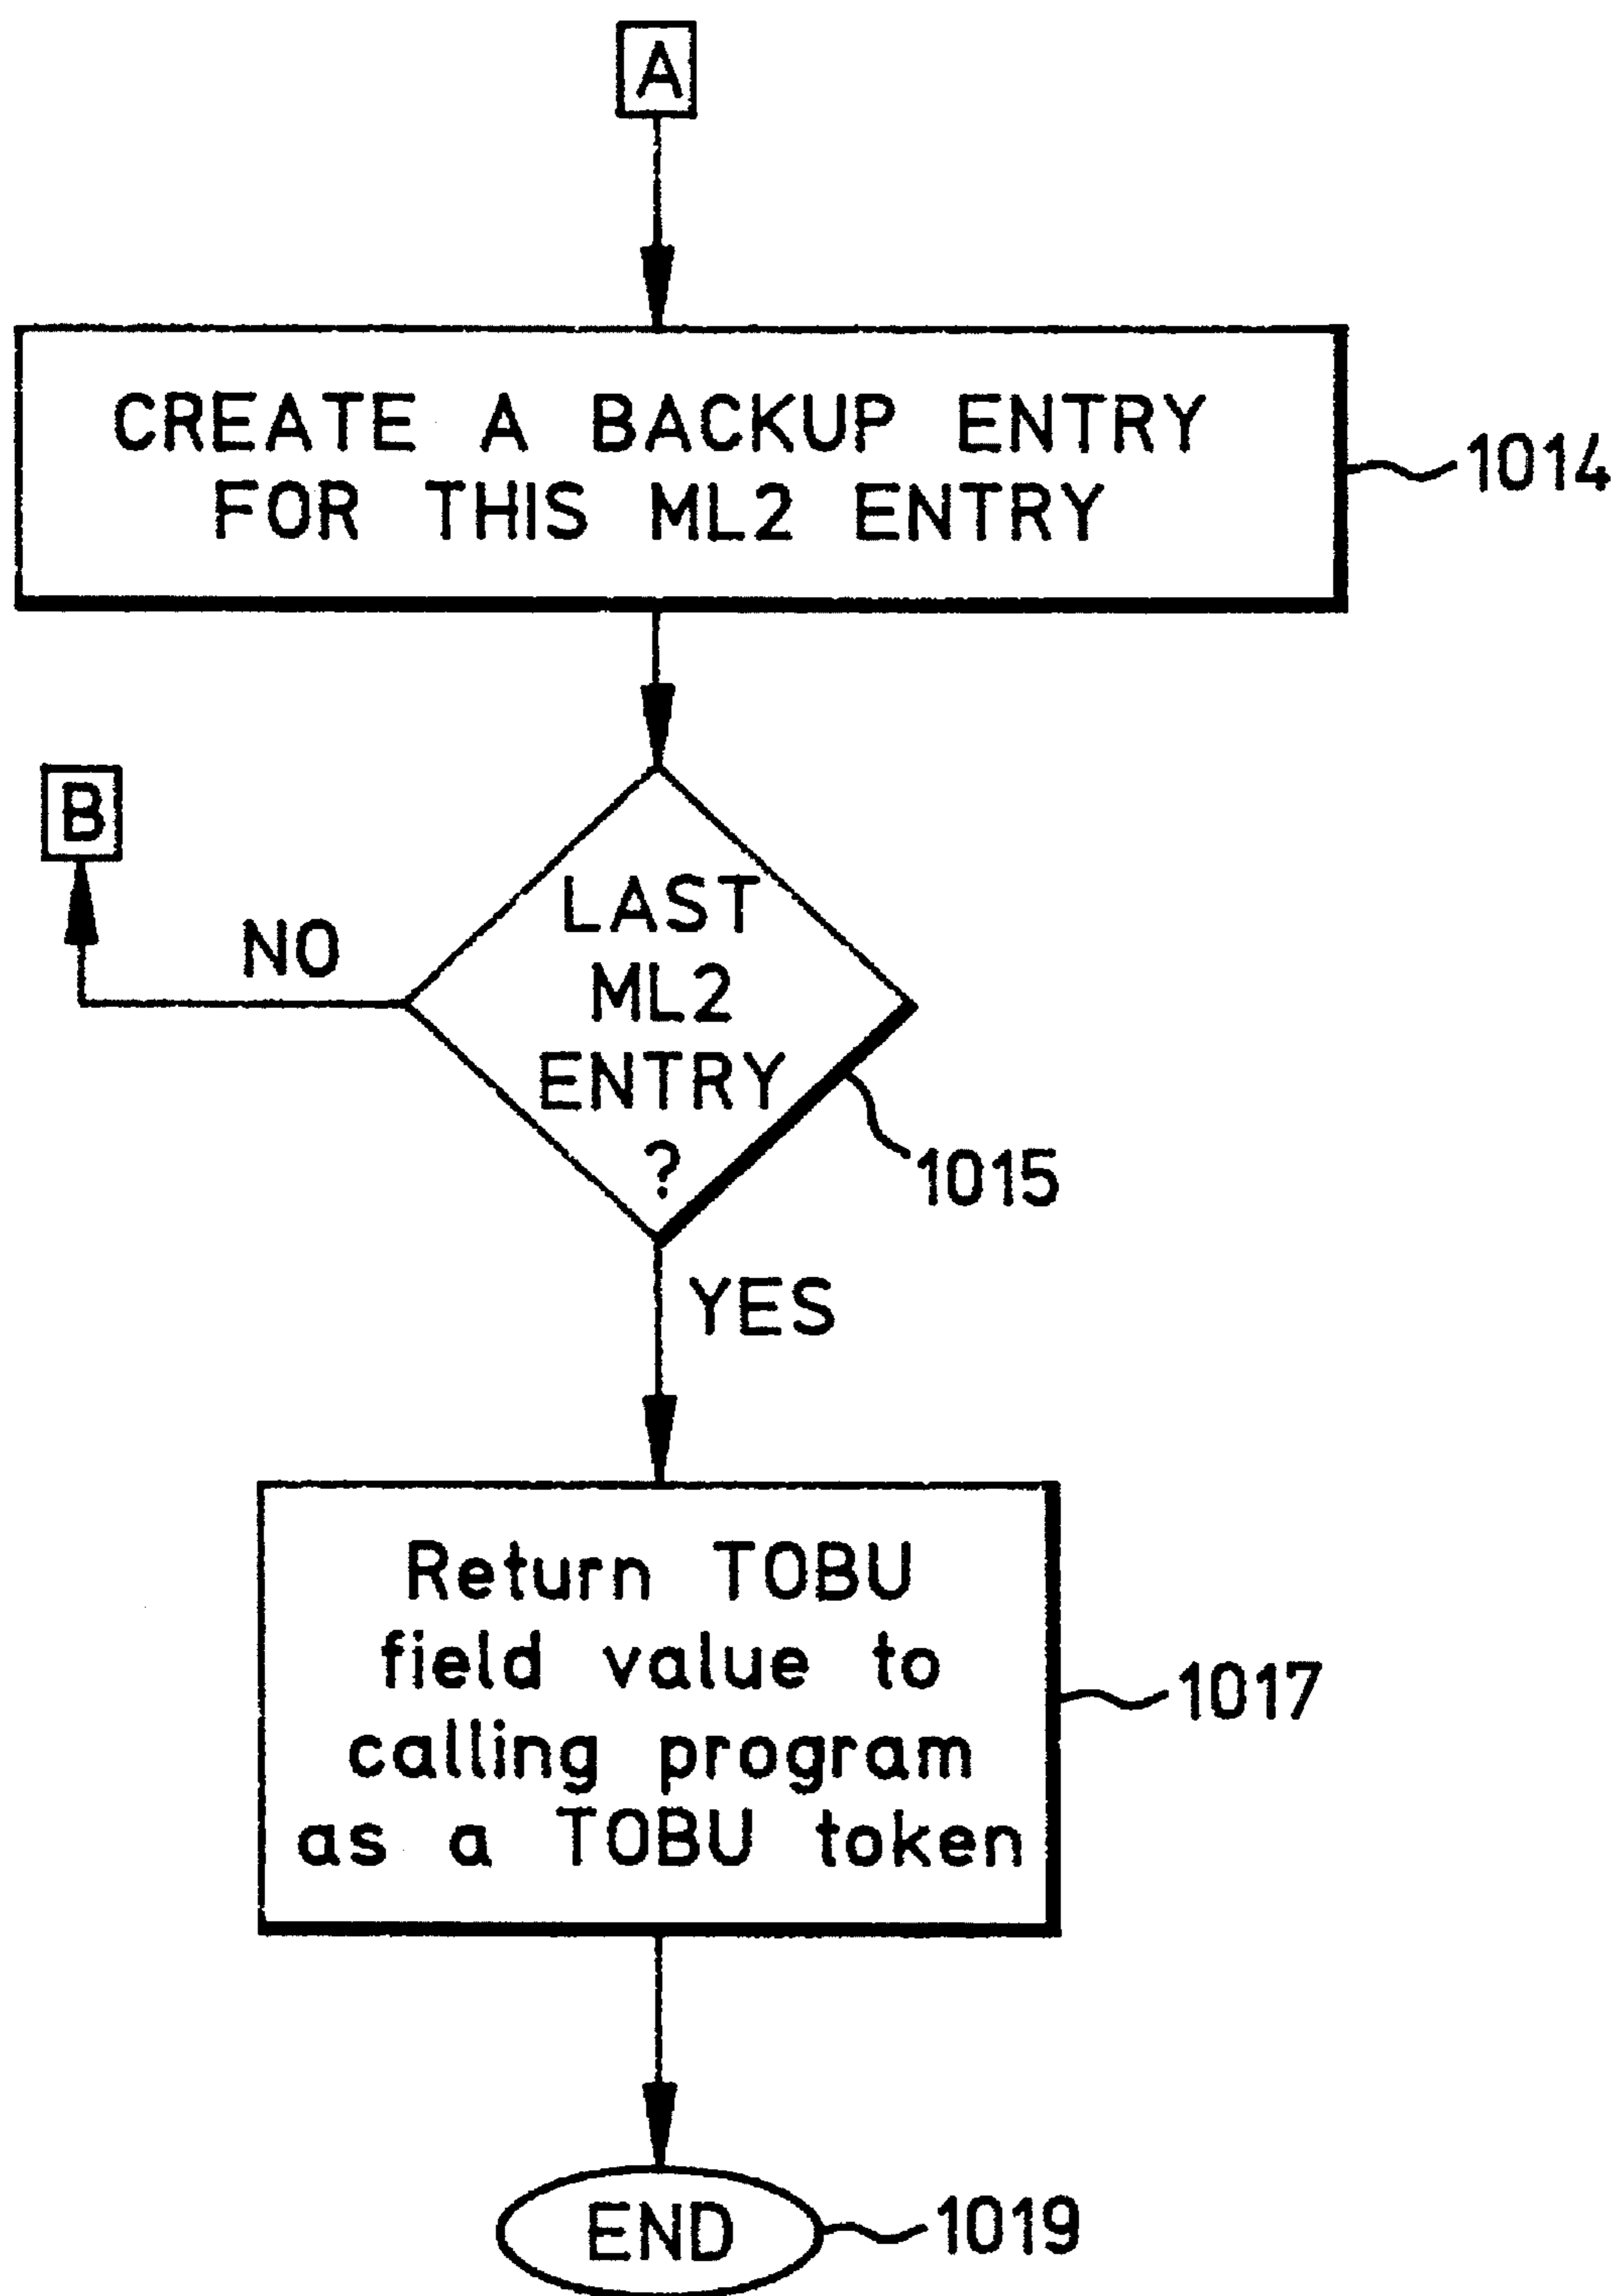 A
CREATE A BACKUP ENTRY
FOR THIS ML2 ENTRY
1014
B
NO
LAST
ML2
ENTRY
?
1015
YES
Return TOBU
field value to
calling program
as a TOBU token
1017
END
1019